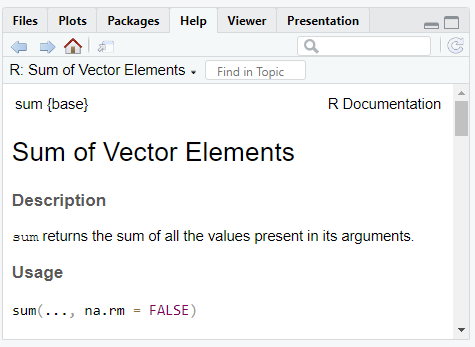 Files Plots Packages Help Viewer Presentation
R: Sum of Vector Elements Find in Topic
sum {base} R Documentation
Sum of Vector Elements
Description
sum returns the sum of all the values present in its arguments.
Usage
sum(..., na.rm = FALSE)